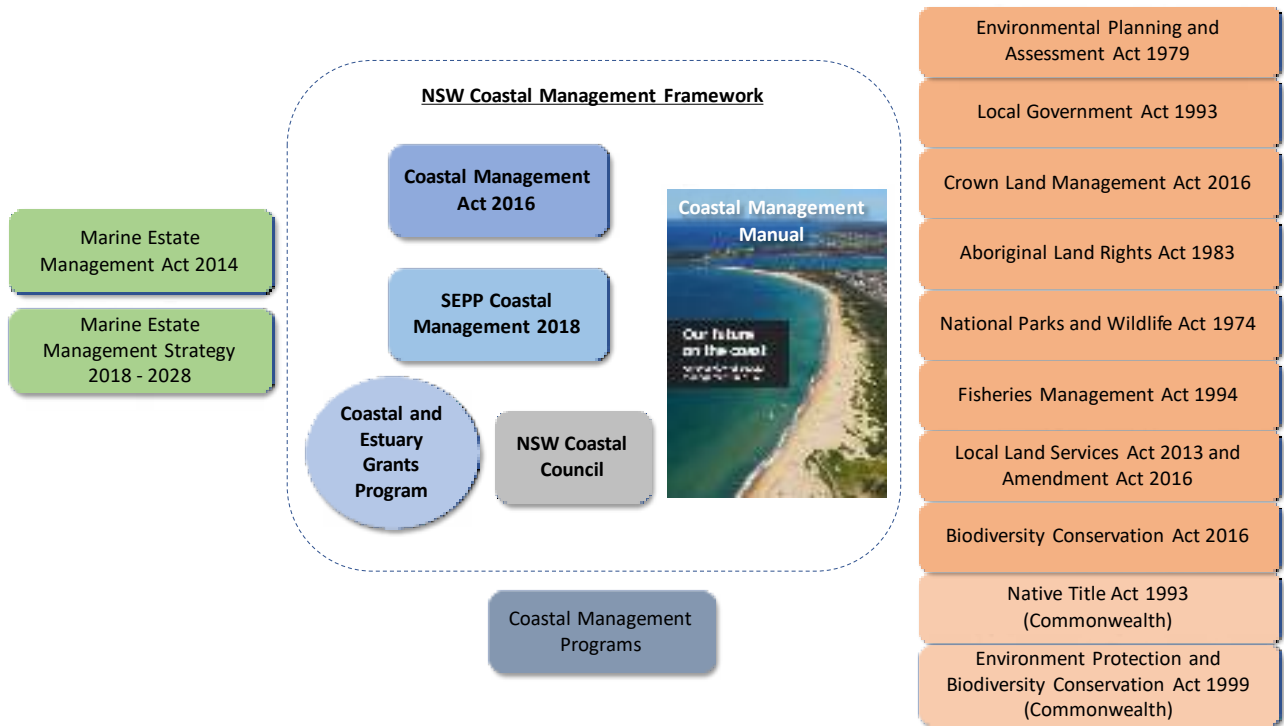 NSW Coastal Management Framework
Coastal Management
Act 2016
SEPP Coastal
Management 2018
Coastal and
Estuary
Grants
Program
NSW Coastal
Council
Coastal Management
Manual
Our future
on the coast
Marine Estate
Management Act 2014
Marine Estate
Management Strategy
2018 - 2028
Coastal Management
Programs
Environmental Planning and
Assessment Act 1979
Local Government Act 1993
Crown Land Management Act 2016
Aboriginal Land Rights Act 1983
National Parks and Wildlife Act 1974
Fisheries Management Act 1994
Local Land Services Act 2013 and
Amendment Act 2016
Biodiversity Conservation Act 2016
Native Title Act 1993
(Commonwealth)
Environment Protection and
Biodiversity Conservation Act 1999
(Commonwealth)